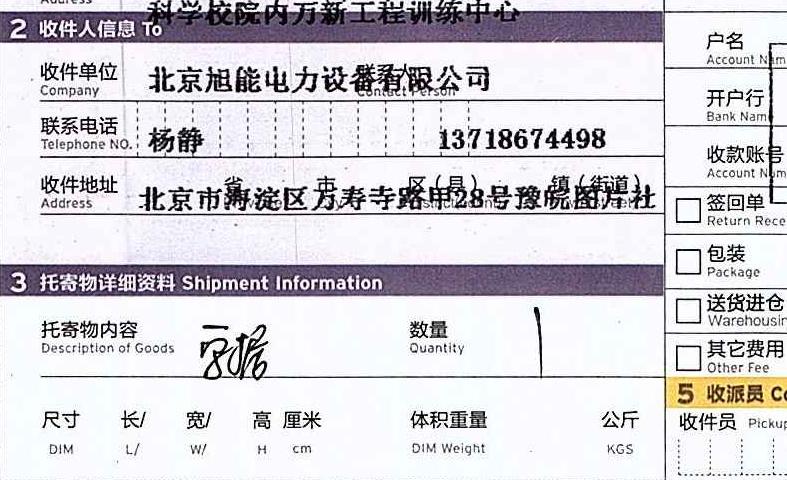 科学校院内万新工程训练中心
2 收件人信息 To
收件单位 北京旭能电力设备有限公司 联系人
Company Contact Person
联系电话 杨静 13718674498
Telephone NO.
收件地址 省 市 区（县） 镇（街道）
Address 北京市海淀区万寿寺路甲28号豫皖图片社
3 托寄物详细资料 Shipment Information
托寄物内容 数量 1
Description of Goods Quantity
尺寸 长/ 宽/ 高 厘米 体积重量 公斤
DIM L/ W/ H cm DIM Weight KGS
户名
Account Nam
开户行
Bank Name
收款账号
Account Num
签回单
Return Rece
包装
Package
送货进仓
Warehousin
其它费用
Other Fee
5 收派员 Co
收件员 Pickup